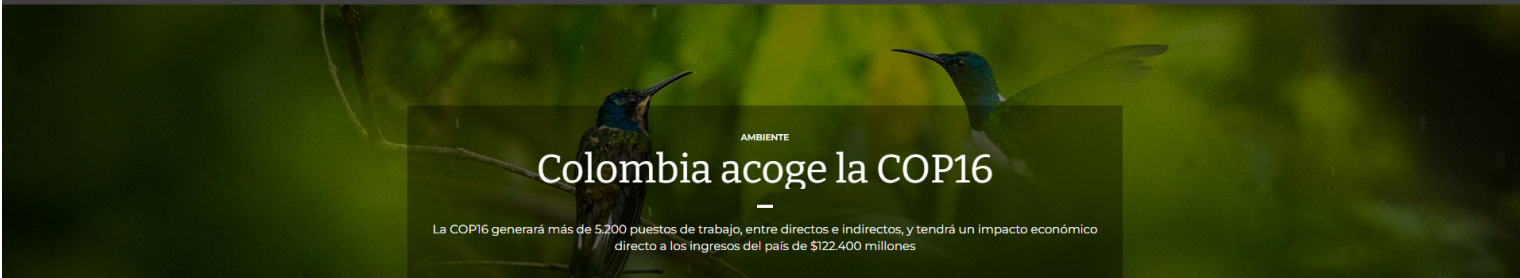 AMBIENTE
Colombia acoge la COP16
La COP16 generará más de 5.200 puestos de trabajo, entre directos e indirectos, y tendrá un impacto económico
directo a los ingresos del país de $122.400 millones